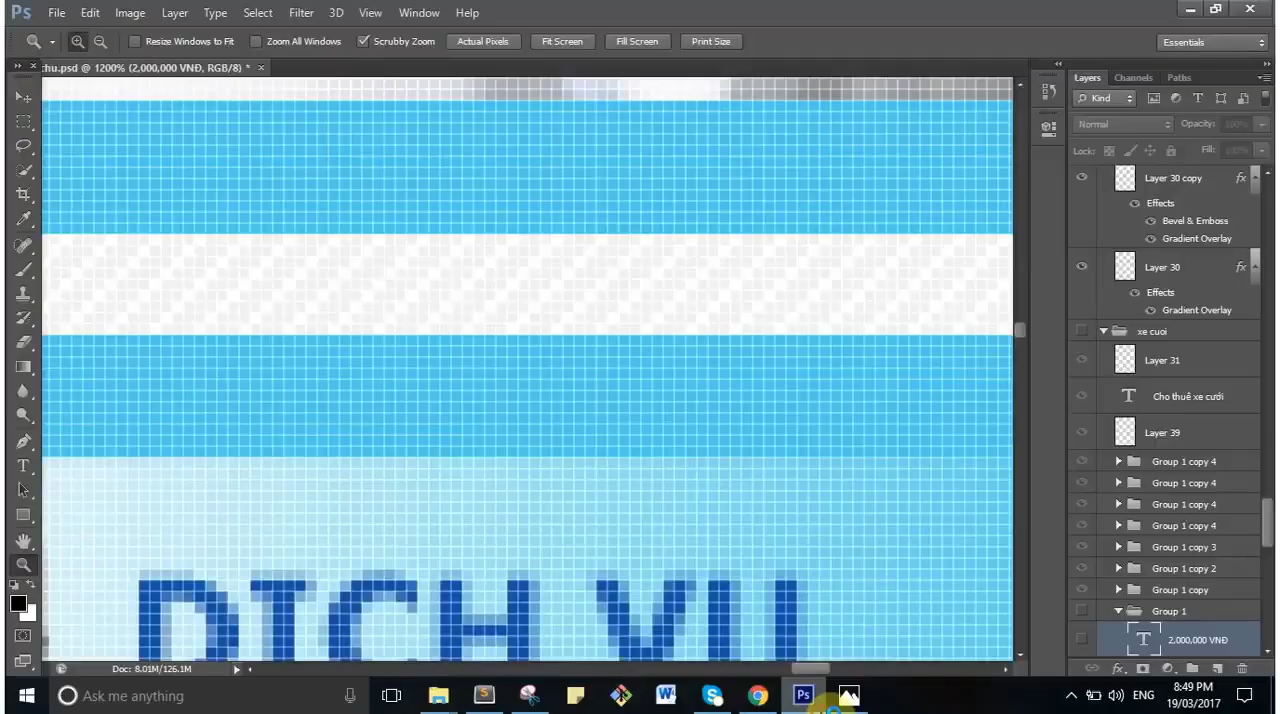 Ps File Edit Image Layer Type Select Filter 3D View Window Help
Resize Windows to Fit Zoom All Windows Scrubby Zoom Actual Pixels Fit Screen Fill Screen Print Size Essentials
chu.psd @ 1200% (2,000,000 VNĐ, RGB/8) *
Layers Channels Paths
Kind
Normal Opacity: 100%
Lock: Fill: 100%
Layer 30 copy fx
Effects
Bevel & Emboss
Gradient Overlay
Layer 30 fx
Effects
Gradient Overlay
xe cuoi
Layer 31
Cho thuê xe cưới
Layer 39
Group 1 copy 4
Group 1 copy 4
Group 1 copy 4
Group 1 copy 4
Group 1 copy 3
Group 1 copy 2
Group 1 copy
Group 1
2,000,000 VNĐ
DỊCH
Doc: 8.01M/126.1M
Ask me anything
ENG
8:49 PM
19/03/2017